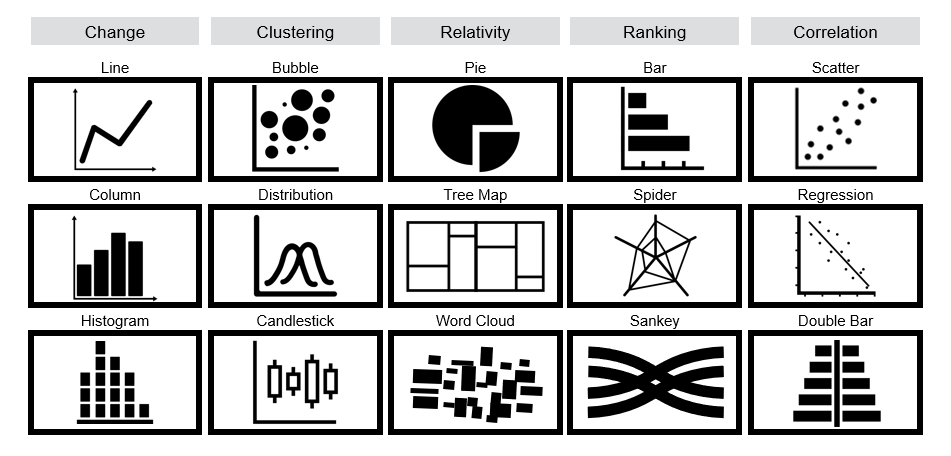 Change Clustering Relativity Ranking Correlation
Line Bubble Pie Bar Scatter
Column Distribution Tree Map Spider Regression
Histogram Candlestick Word Cloud Sankey Double Bar